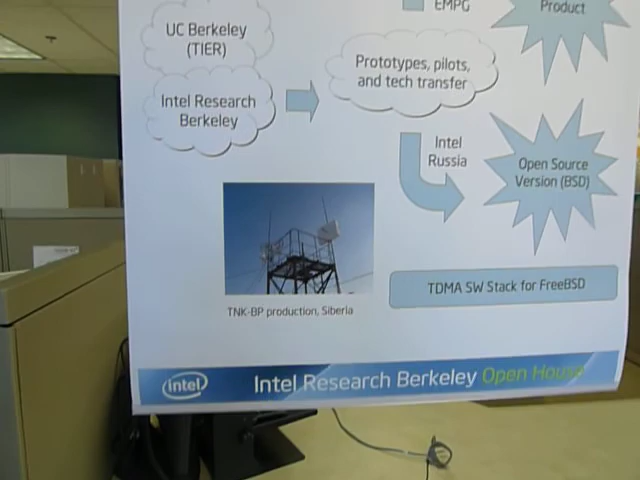 EMPG
Product
UC Berkeley
(TIER)
Prototypes, pilots,
and tech transfer
Intel Research
Berkeley
Intel
Russia
Open Source
Version (BSD)
TDMA SW Stack for FreeBSD
TNK-BP production, Siberia
intel
Intel Research Berkeley Open House